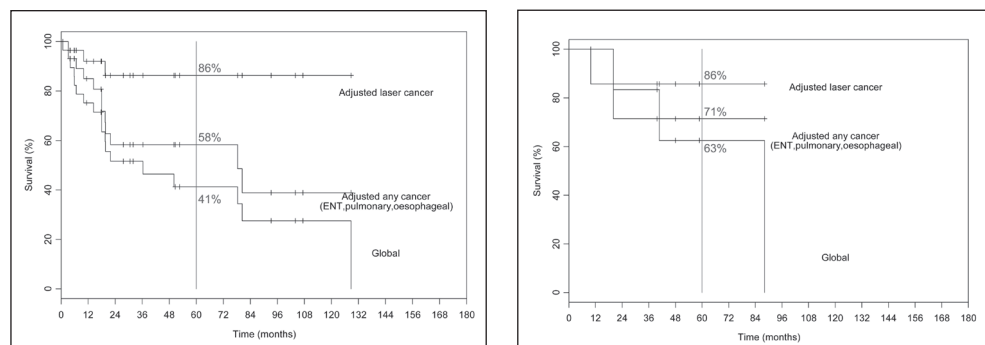 100
80
60
40
20
0
Survival (%)
86%
Adjusted laser cancer
58%
41%
Adjusted any cancer
(ENT,pulmonary,oesophageal)
Global
0 12 24 36 48 60 72 84 96 108 120 132 144 156 168 180
Time (months)
100
80
60
40
20
0
Survival (%)
86%
Adjusted laser cancer
71%
Adjusted any cancer
(ENT,pulmonary,oesophageal)
63%
Global
0 12 24 36 48 60 72 84 96 108 120 132 144 156 168 180
Time (months)